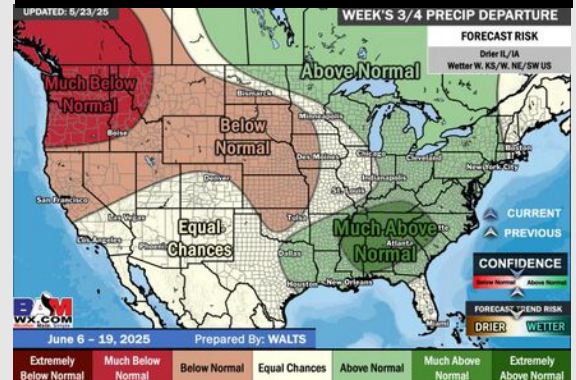 UPDATED: 5/23/25
WEEK'S 3/4 PRECIP DEPARTURE
FORECAST RISK
Drier IL/IA
Wetter W. KS/W. NE/SW US
Above Normal
Much Below
Normal
Bismarck
Minneapolis
Boise
Below
Normal
Boston
Des Moines
Chicago
Cleveland
New York City
Denver
Indianapolis
St. Louis
San Francisco
Las Vegas
Equal
Chances
Tulsa
Much Above
Normal
CURRENT
PREVIOUS
Los Angeles
Phoenix
Dallas
Atlanta
Houston
New Orleans
CONFIDENCE
Below Normal
Above Normal
Miami
FORECAST TREND RISK
DRIER
WETTER
BAM
WX.COM
June 6 – 19, 2025
Prepared By: WALTS
Extremely
Below Normal
Much Below
Normal
Below Normal
Equal Chances
Above Normal
Much Above
Normal
Extremely
Above Normal